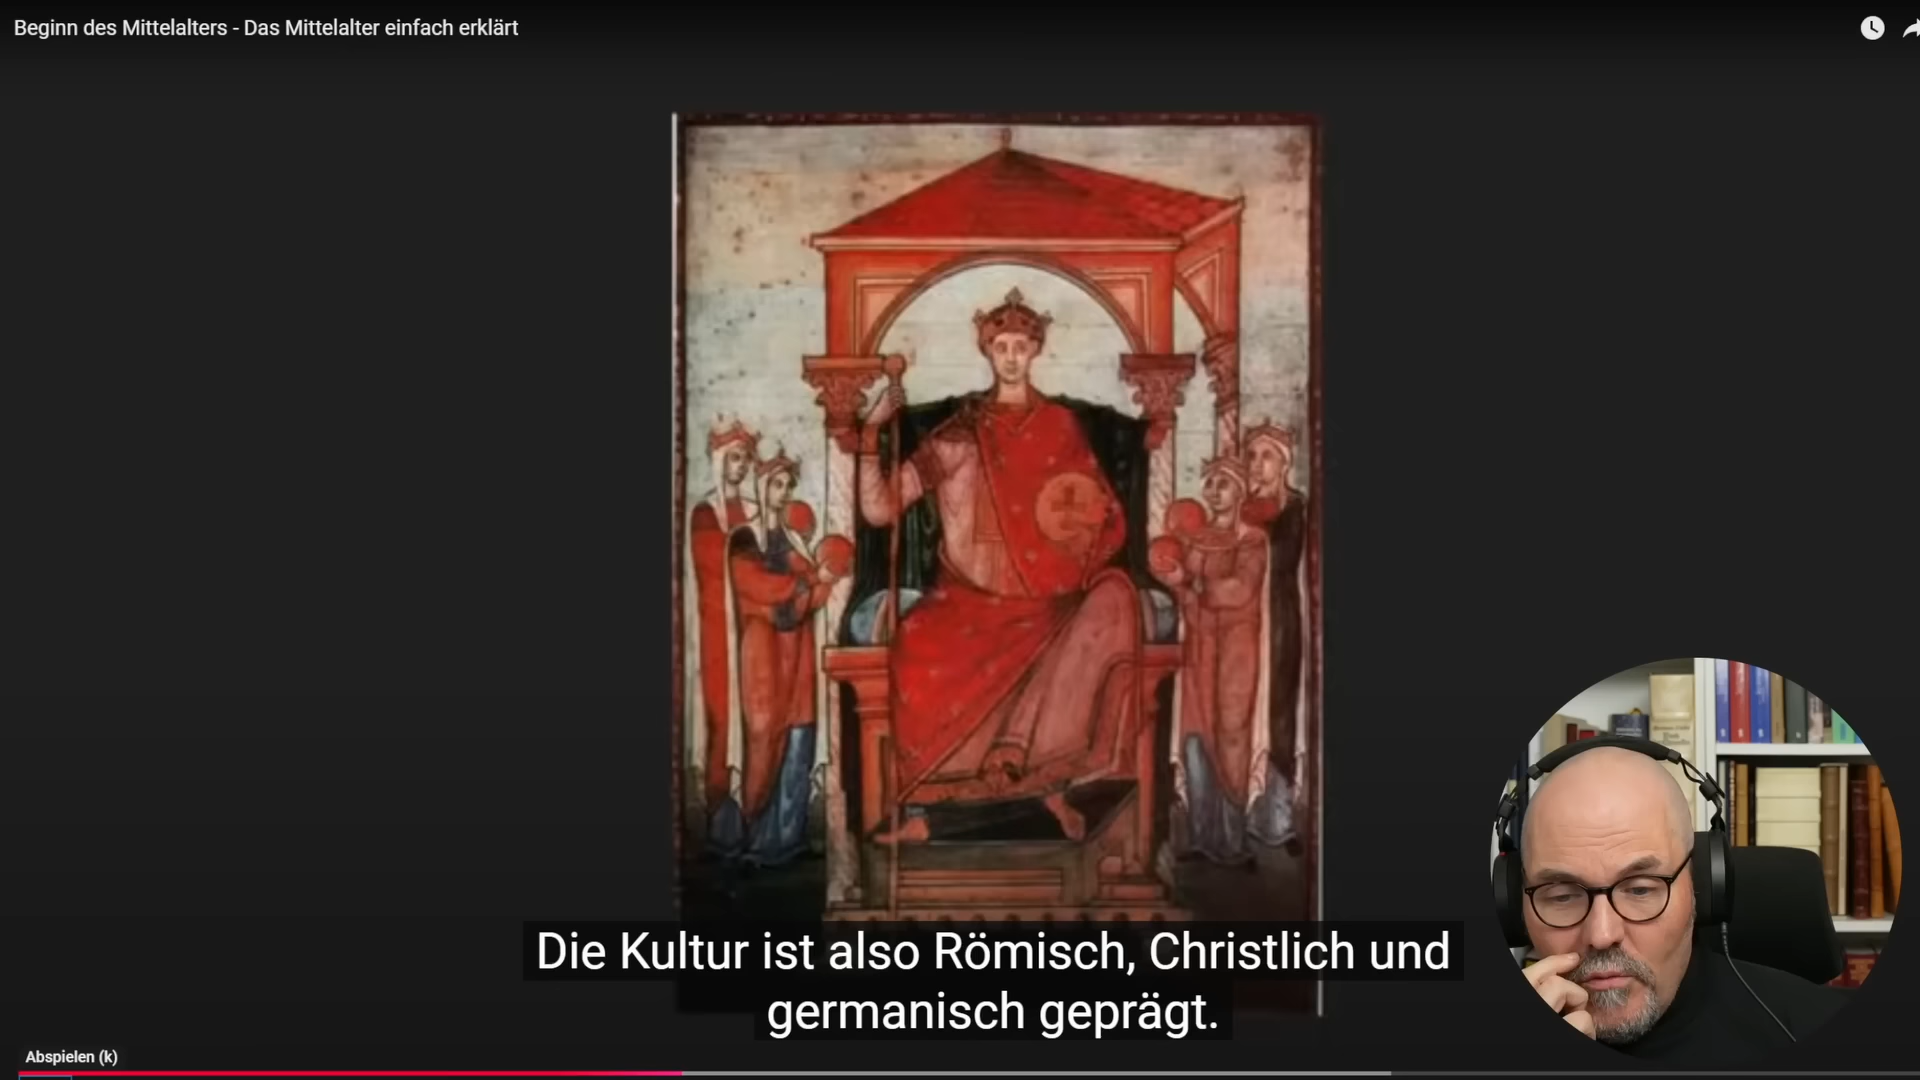 Beginn des Mittelalters - Das Mittelalter einfach erklärt
Die Kultur ist also Römisch, Christlich und
germanisch geprägt.
Abspielen (k)